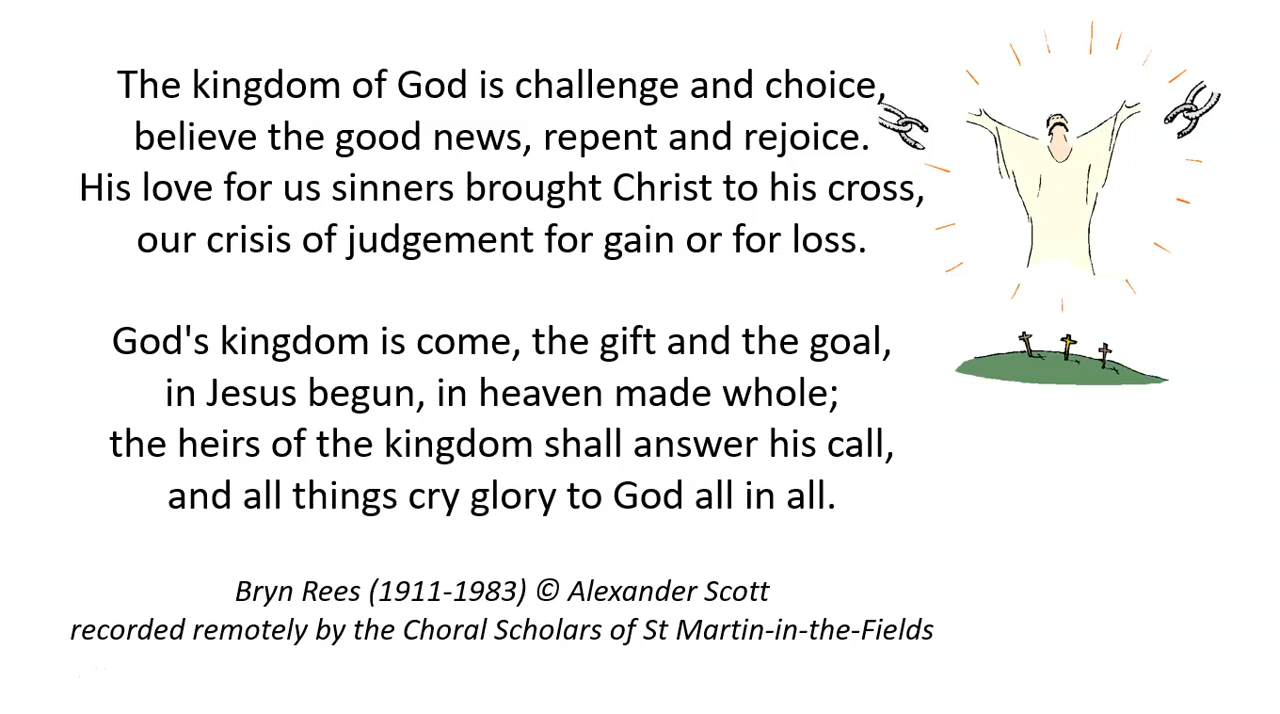 The kingdom of God is challenge and choice,
believe the good news, repent and rejoice.
His love for us sinners brought Christ to his cross,
our crisis of judgement for gain or for loss.
God's kingdom is come, the gift and the goal,
in Jesus begun, in heaven made whole;
the heirs of the kingdom shall answer his call,
and all things cry glory to God all in all.
Bryn Rees (1911-1983) © Alexander Scott
recorded remotely by the Choral Scholars of St Martin-in-the-Fields